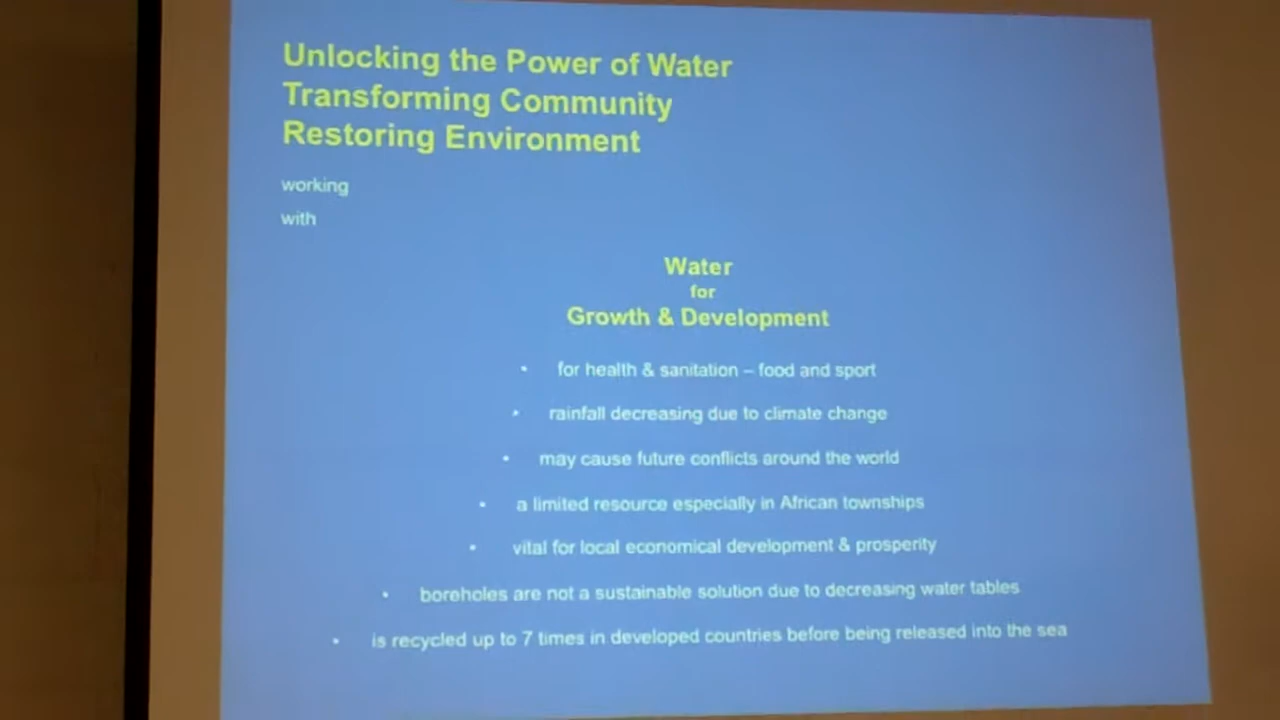 Unlocking the Power of Water
Transforming Community
Restoring Environment
working
with
Water
for
Growth & Development
• for health & sanitation – food and sport
• rainfall decreasing due to climate change
• may cause future conflicts around the world
• a limited resource especially in African townships
• vital for local economical development & prosperity
• boreholes are not a sustainable solution due to decreasing water tables
• is recycled up to 7 times in developed countries before being released into the sea